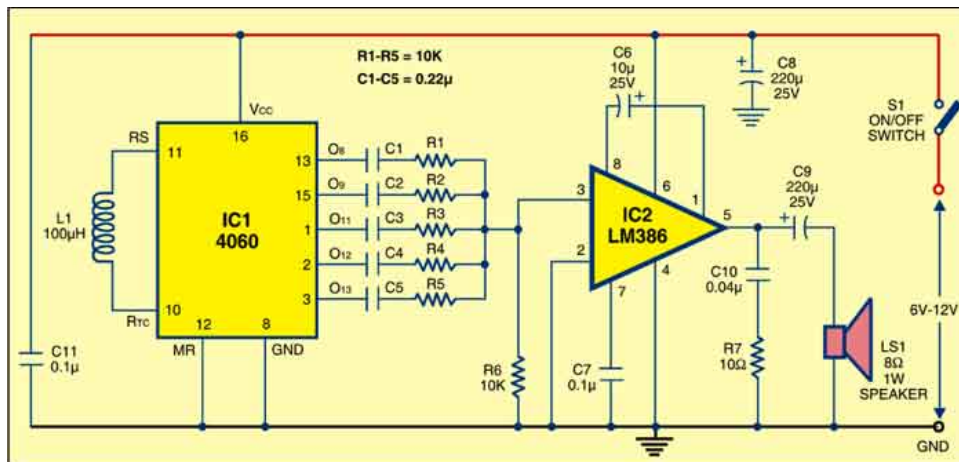 R1-R5 = 10K
C1-C5 = 0.22µ
VCC
16
RS
11
L1
100µH
10
RTC
IC1
4060
12
MR
8
GND
13
O8
C1
R1
15
O9
C2
R2
1
O11
C3
R3
2
O12
C4
R4
3
O13
C5
R5
C11
0.1µ
R6
10K
C6
10µ
25V
+
8
6
1
3
2
IC2
LM386
5
4
7
C7
0.1µ
+
C8
220µ
25V
C9
220µ
25V
+
C10
0.04µ
R7
10Ω
LS1
8Ω
1W
SPEAKER
S1
ON/OFF
SWITCH
6V-12V
GND